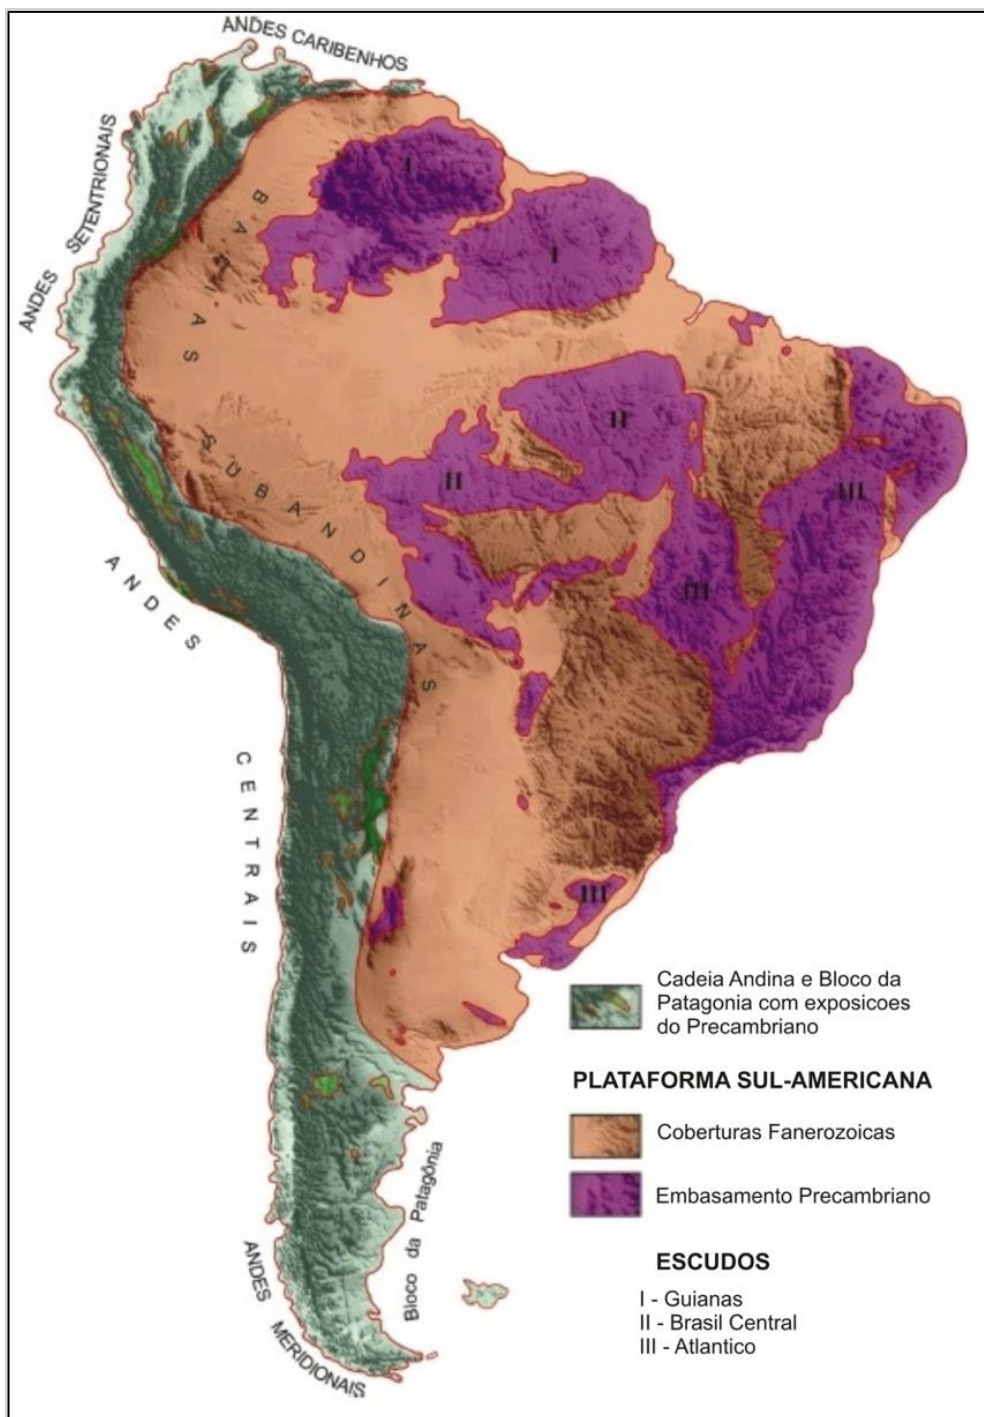 ANDES CARIBENHOS
ANDES SETENTRIONAIS
BACIAS
SUBANDINAS
ANDES
CENTRAIS
I
I
II
II
III
III
III
Bloco da Patagônia
ANDES MERIDIONAIS
Cadeia Andina e Bloco da
Patagonia com exposicoes
do Precambriano
PLATAFORMA SUL-AMERICANA
Coberturas Fanerozoicas
Embasamento Precambriano
ESCUDOS
I - Guianas
II - Brasil Central
III - Atlantico